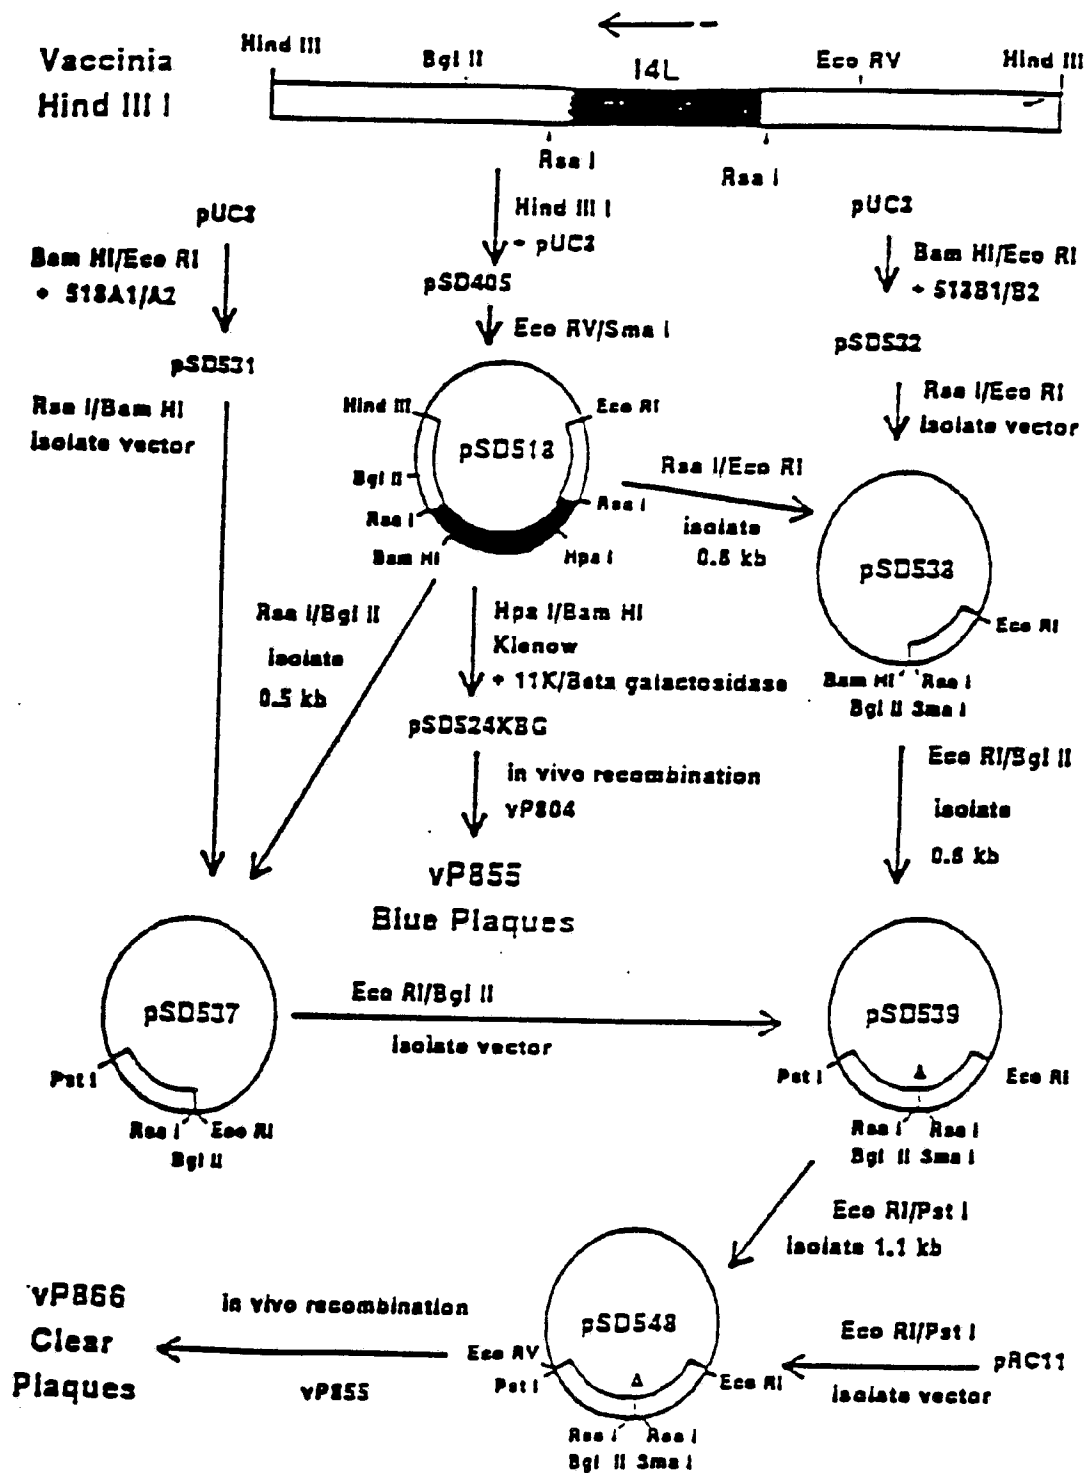 Vaccinia
Hind III I
Hind III
Bgl II
I4L
Eco RV
Hind III
Rsa I
Rsa I
pUC8
Bam HI/Eco RI
+ 518A1/A2
pSD531
Rsa I/Bam HI
isolate vector
Hind III I
+ pUC8
pSD405
Eco RV/Sma I
pUC8
Bam HI/Eco RI
+ 518B1/B2
pSD532
Rsa I/Eco RI
isolate vector
Hind III
Eco RI
pSD518
Bgl II
Rsa I
Rsa I
Bam HI
Hpa I
Rsa I/Eco RI
isolate
0.6 kb
pSD538
Eco RI
Bam HI
Rsa I
Bgl II Sma I
Rsa I/Bgl II
isolate
0.5 kb
Hpa I/Bam HI
Klenow
+ 11K/Beta galactosidase
pSD524KBG
in vivo recombination
vP804
vP855
Blue Plaques
Eco RI/Bgl II
isolate
0.6 kb
pSD537
Pst I
Rsa I
Eco RI
Bgl II
Eco RI/Bgl II
isolate vector
pSD539
Pst I
Δ
Eco RI
Rsa I
Rsa I
Bgl II Sma I
Eco RI/Pst I
isolate 1.1 kb
vP866
Clear
Plaques
in vivo recombination
vP855
pSD548
Eco RV
Pst I
Δ
Eco RI
Rsa I
Rsa I
Bgl II Sma I
Eco RI/Pst I
pRC11
isolate vector